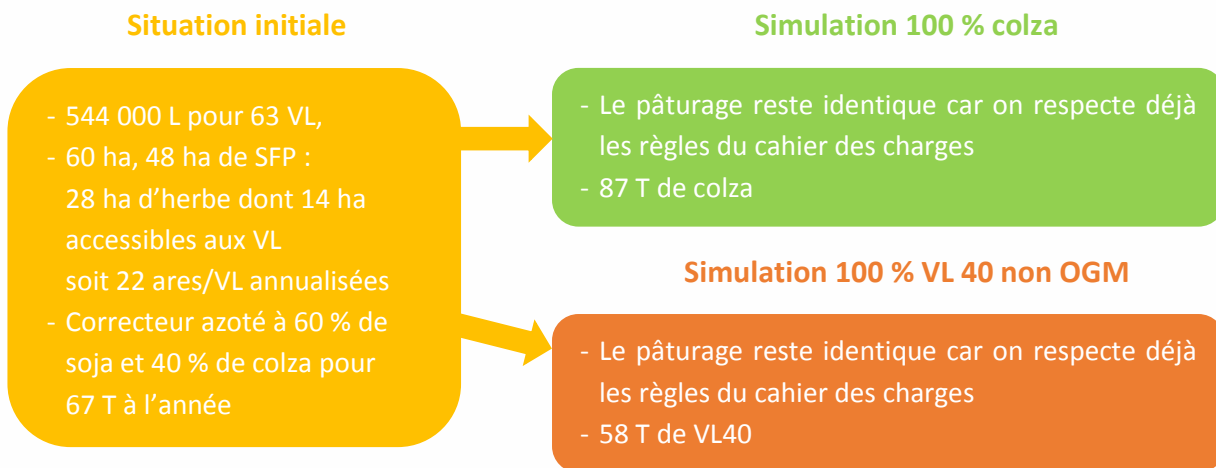 Situation initiale
- 544 000 L pour 63 VL,
- 60 ha, 48 ha de SFP :
28 ha d’herbe dont 14 ha
accessibles aux VL
soit 22 ares/VL annualisées
- Correcteur azoté à 60 % de
soja et 40 % de colza pour
67 T à l’année
Simulation 100 % colza
- Le pâturage reste identique car on respecte déjà
les règles du cahier des charges
- 87 T de colza
Simulation 100 % VL 40 non OGM
- Le pâturage reste identique car on respecte déjà
les règles du cahier des charges
- 58 T de VL40